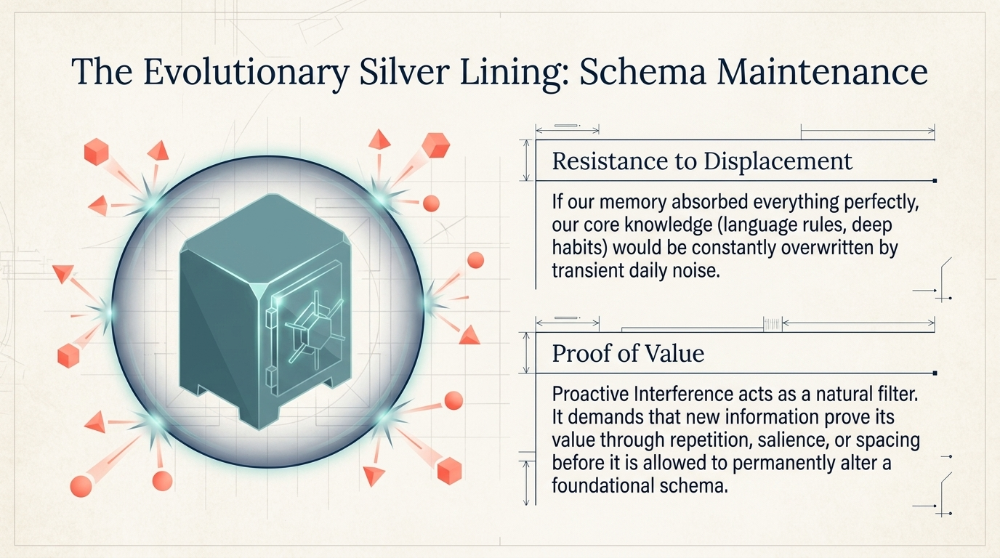 The Evolutionary Silver Lining: Schema Maintenance
Resistance to Displacement
If our memory absorbed everything perfectly,
our core knowledge (language rules, deep
habits) would be constantly overwritten by
transient daily noise.
Proof of Value
Proactive Interference acts as a natural filter.
It demands that new information prove its
value through repetition, salience, or spacing
before it is allowed to permanently alter a
foundational schema.